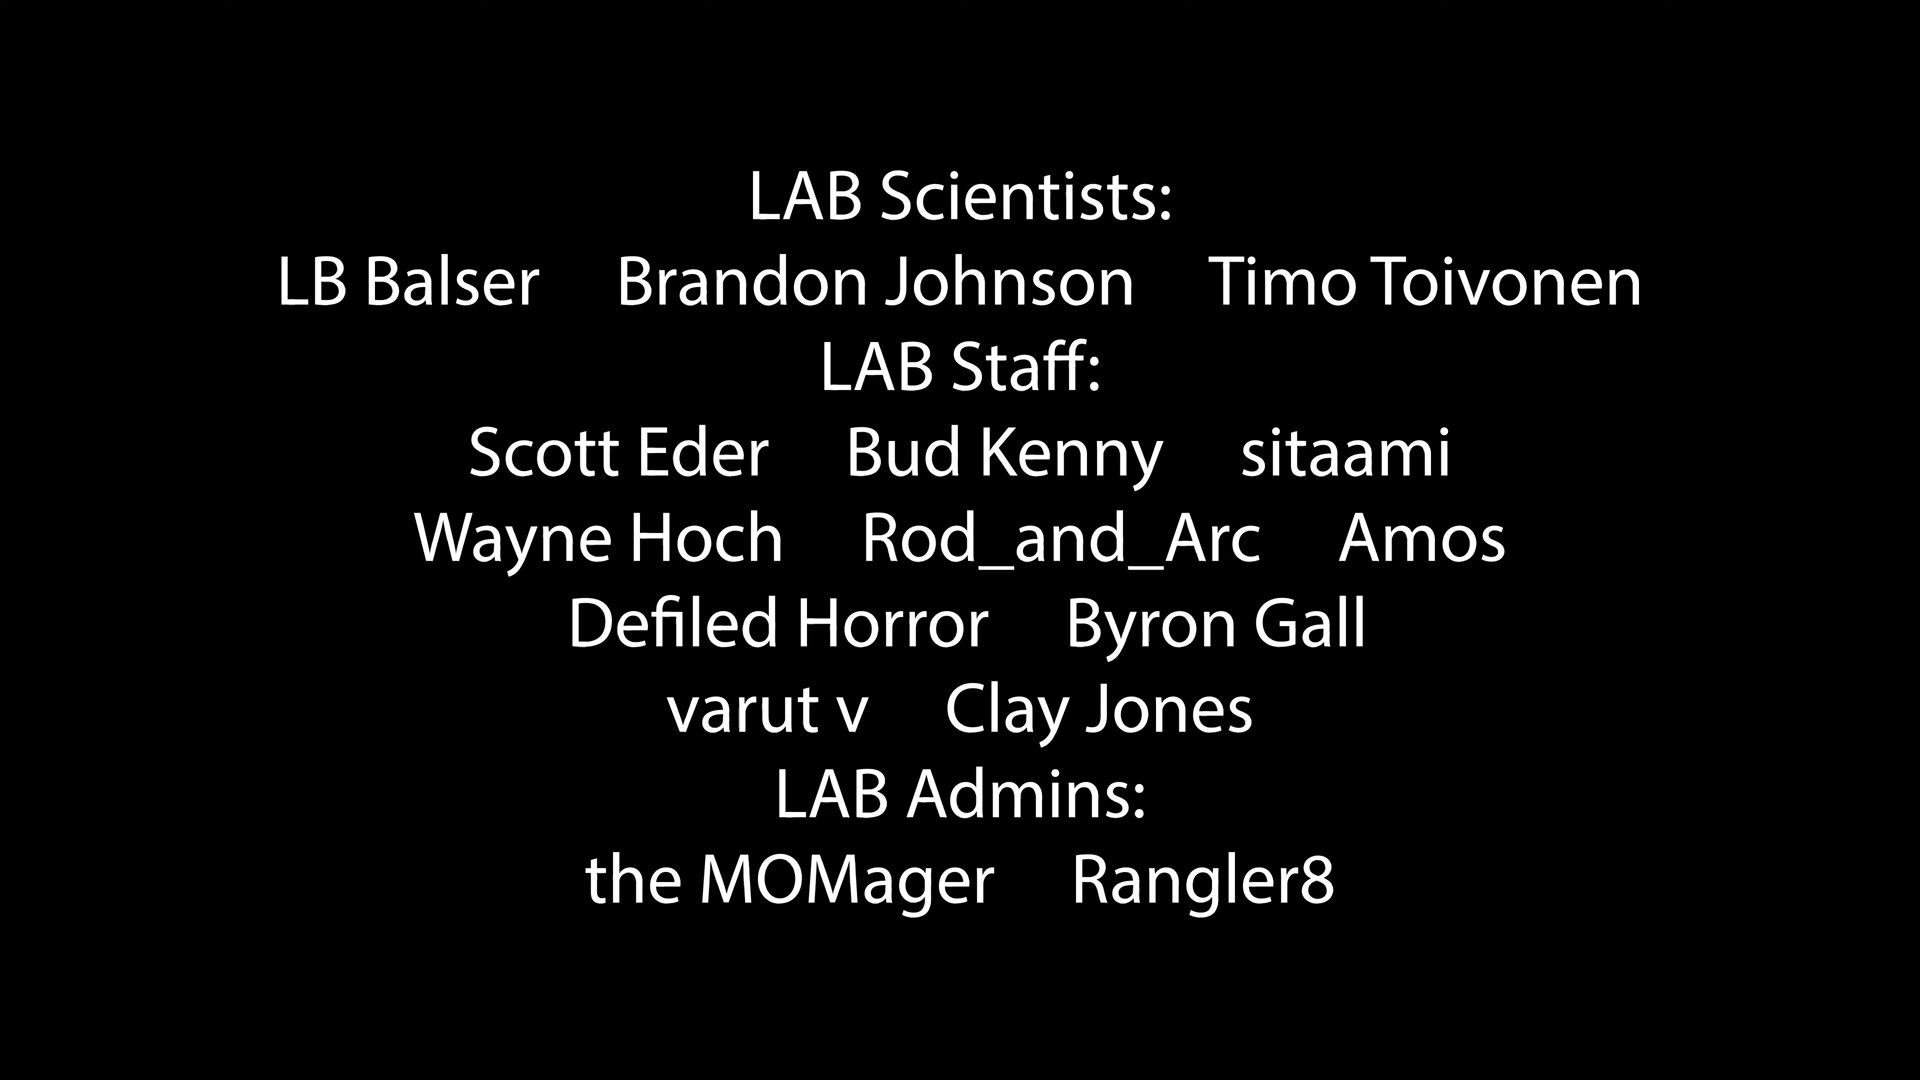 LAB Scientists:
LB Balser Brandon Johnson Timo Toivonen
LAB Staff:
Scott Eder Bud Kenny sitaami
Wayne Hoch Rod_and_Arc Amos
Defiled Horror Byron Gall
varut v Clay Jones
LAB Admins:
the MOMager Rangler8